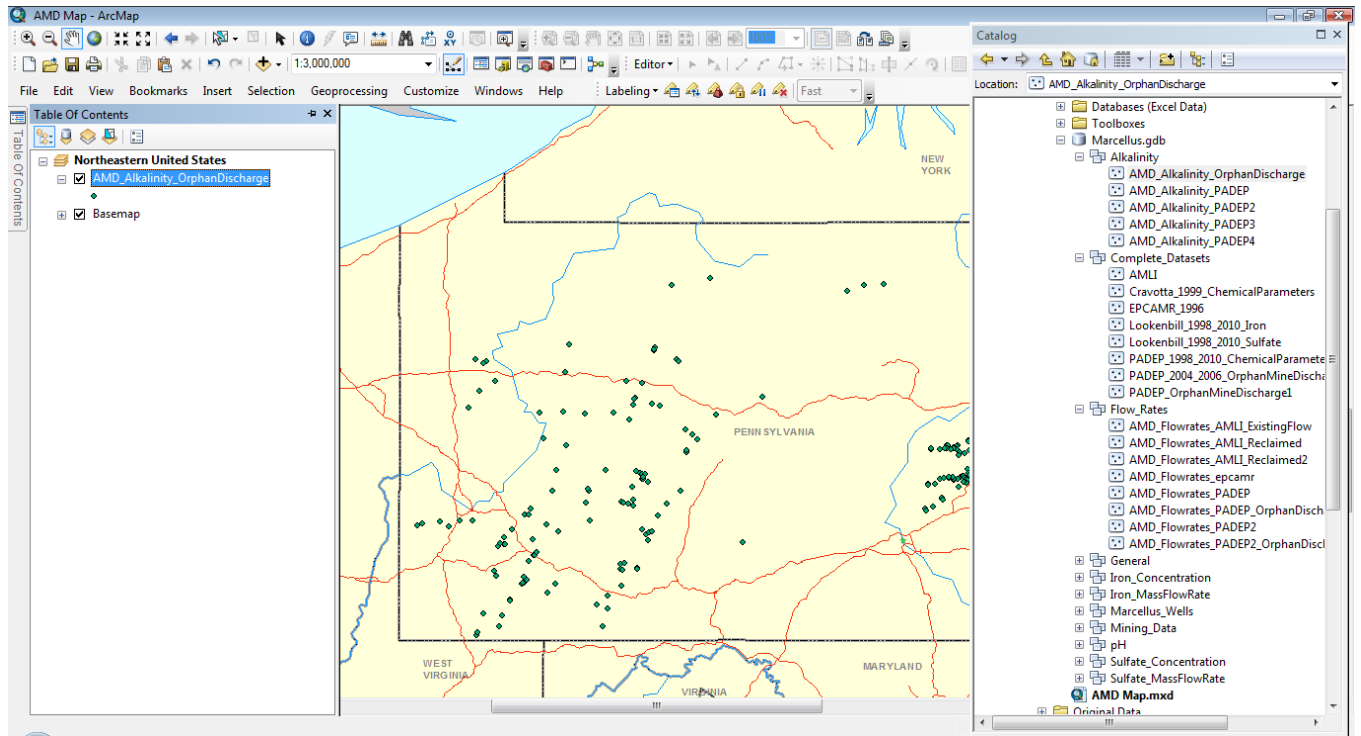 AMD Map - ArcMap
1:3,000,000
Editor
File Edit View Bookmarks Insert Selection Geoprocessing Customize Windows Help Labeling Fast
Table Of Contents
Table Of Contents
Northeastern United States
AMD_Alkalinity_OrphanDischarge
Basemap
NEW
YORK
PENNSYLVANIA
WEST
VIRGINIA
MARYLAND
VIRGINIA
Catalog
Location: AMD_Alkalinity_OrphanDischarge
Databases (Excel Data)
Toolboxes
Marcellus.gdb
Alkalinity
AMD_Alkalinity_OrphanDischarge
AMD_Alkalinity_PADEP
AMD_Alkalinity_PADEP2
AMD_Alkalinity_PADEP3
AMD_Alkalinity_PADEP4
Complete_Datasets
AMLI
Cravotta_1999_ChemicalParameters
EPCAMR_1996
Lookenbill_1998_2010_Iron
Lookenbill_1998_2010_Sulfate
PADEP_1998_2010_ChemicalParamete
PADEP_2004_2006_OrphanMineDischa
PADEP_OrphanMineDischarge1
Flow_Rates
AMD_Flowrates_AMLI_ExistingFlow
AMD_Flowrates_AMLI_Reclaimed
AMD_Flowrates_AMLI_Reclaimed2
AMD_Flowrates_epcamr
AMD_Flowrates_PADEP
AMD_Flowrates_PADEP_OrphanDisch
AMD_Flowrates_PADEP2
AMD_Flowrates_PADEP2_OrphanDiscl
General
Iron_Concentration
Iron_MassFlowRate
Marcellus_Wells
Mining_Data
pH
Sulfate_Concentration
Sulfate_MassFlowRate
AMD Map.mxd
Original Data